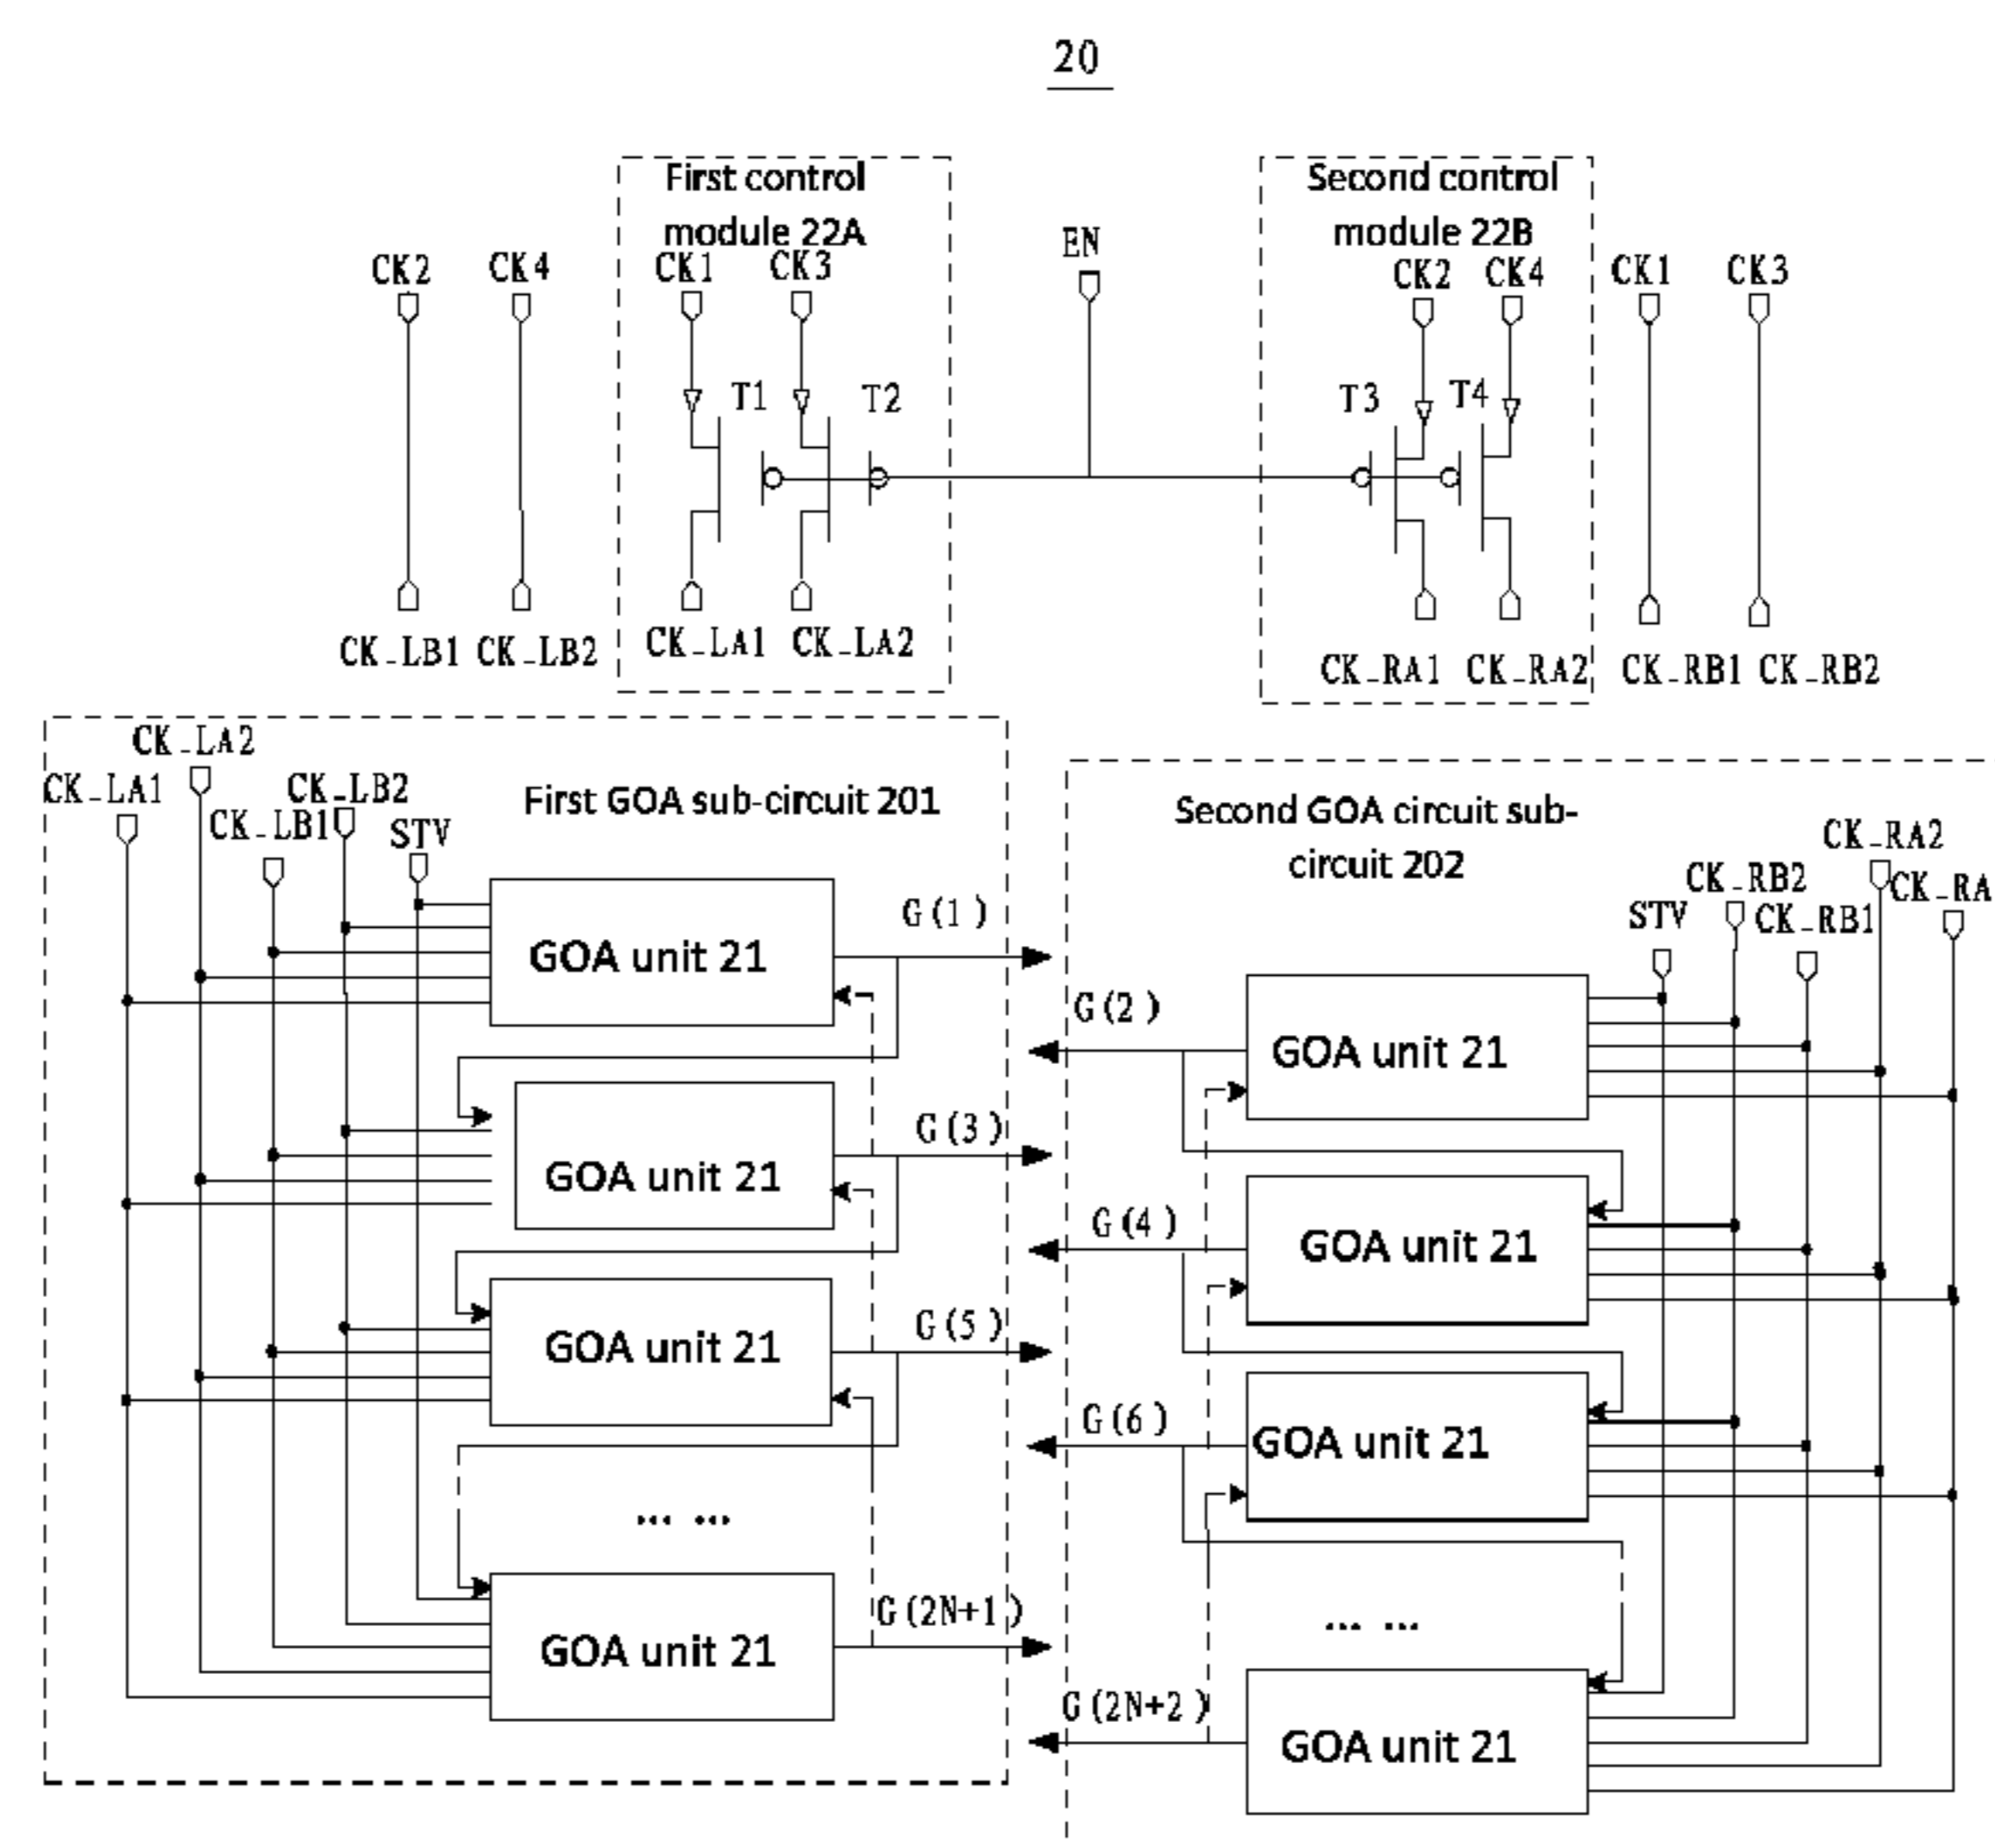 20
First control
module 22A
Second control
module 22B
EN
CK2
CK4
CK1
CK3
CK2
CK4
CK1
CK3
T1
T2
T3
T4
CK_LB1
CK_LB2
CK_LA1
CK_LA2
CK_RA1
CK_RA2
CK_RB1
CK_RB2
CK_LA2
CK_LA1
CK_LB2
CK_LB1
STV
First GOA sub-circuit 201
Second GOA circuit sub-
circuit 202
CK_RA2
CK_RB2
CK_RA
STV
CK_RB1
GOA unit 21
G(1)
G(2)
GOA unit 21
G(3)
GOA unit 21
G(4)
GOA unit 21
G(5)
GOA unit 21
G(6)
GOA unit 21
... ...
G(2N+1)
GOA unit 21
... ...
G(2N+2)
GOA unit 21